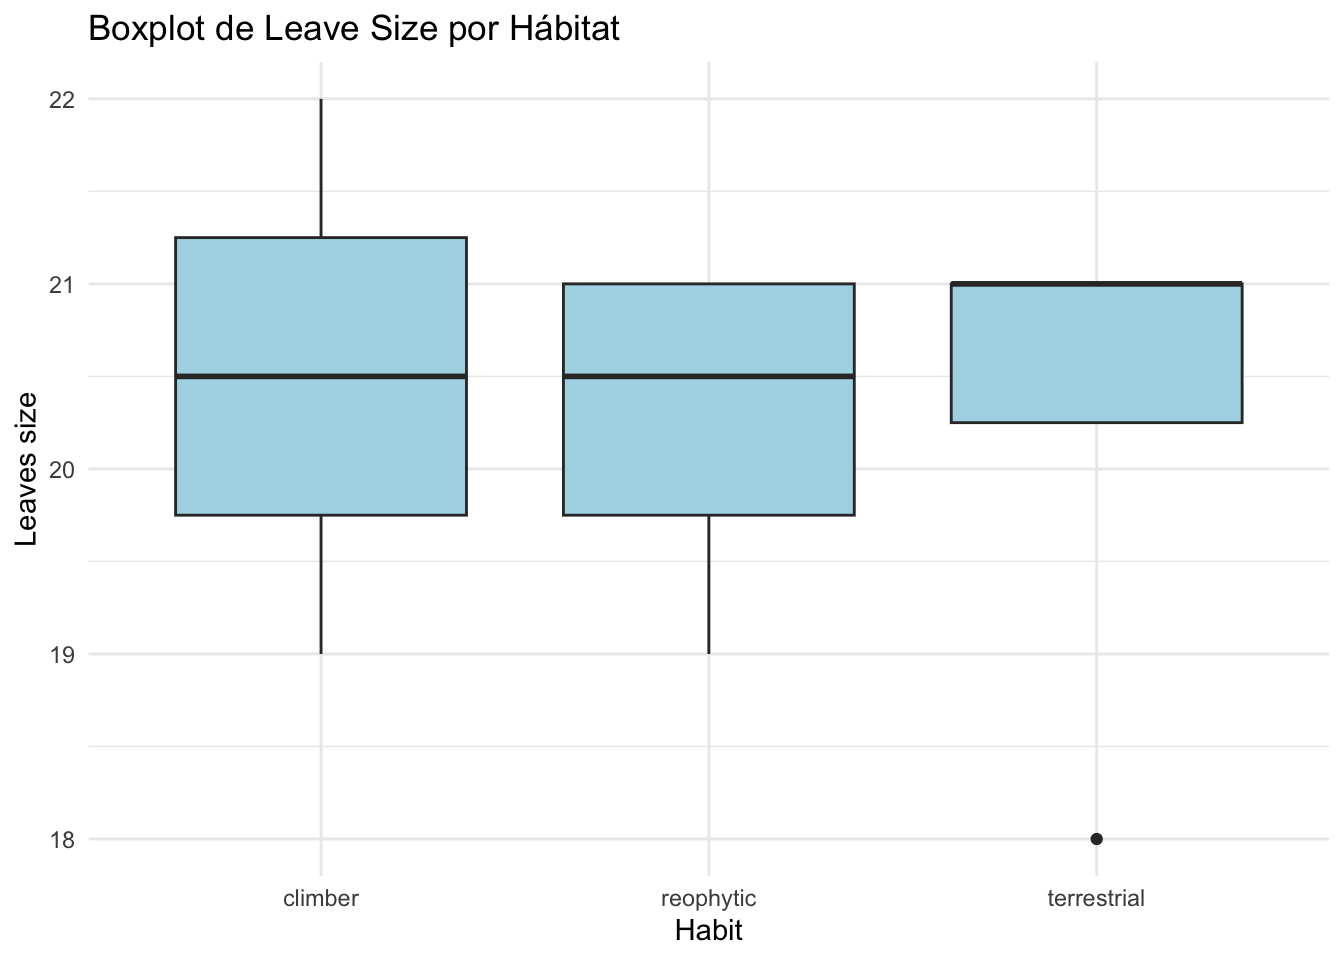 Boxplot de Leave Size por Hábitat
Leaves size
22
21
20
19
18
climber reophytic terrestrial
Habit